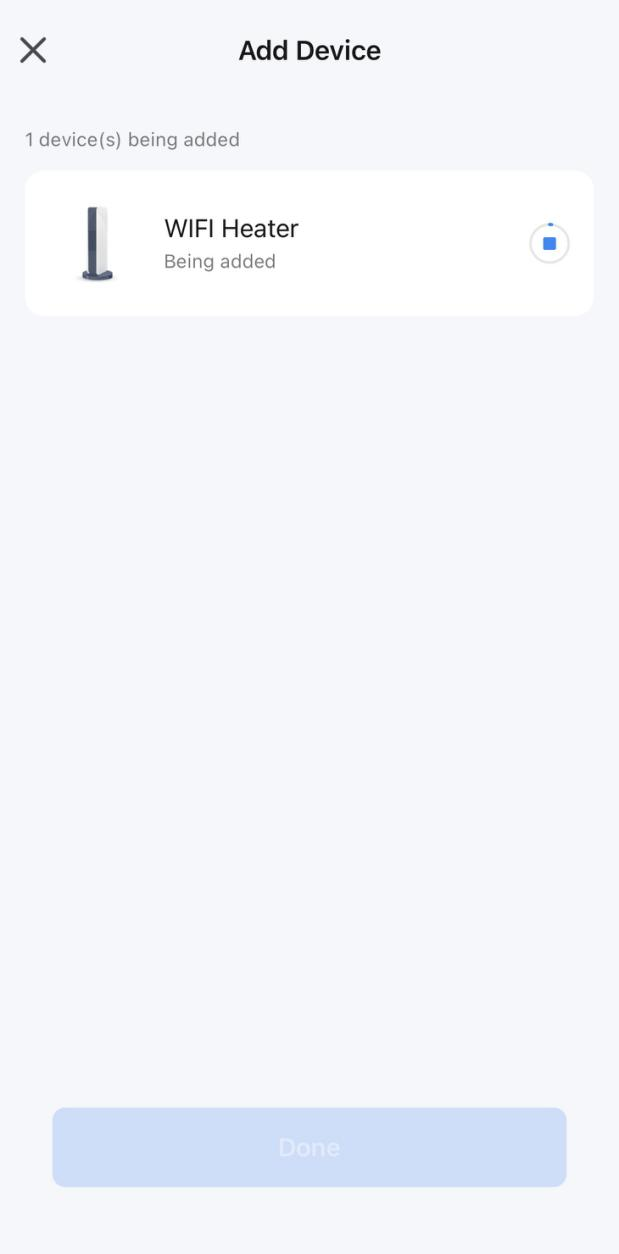 Add Device
1 device(s) being added
WIFI Heater
Being added
Done